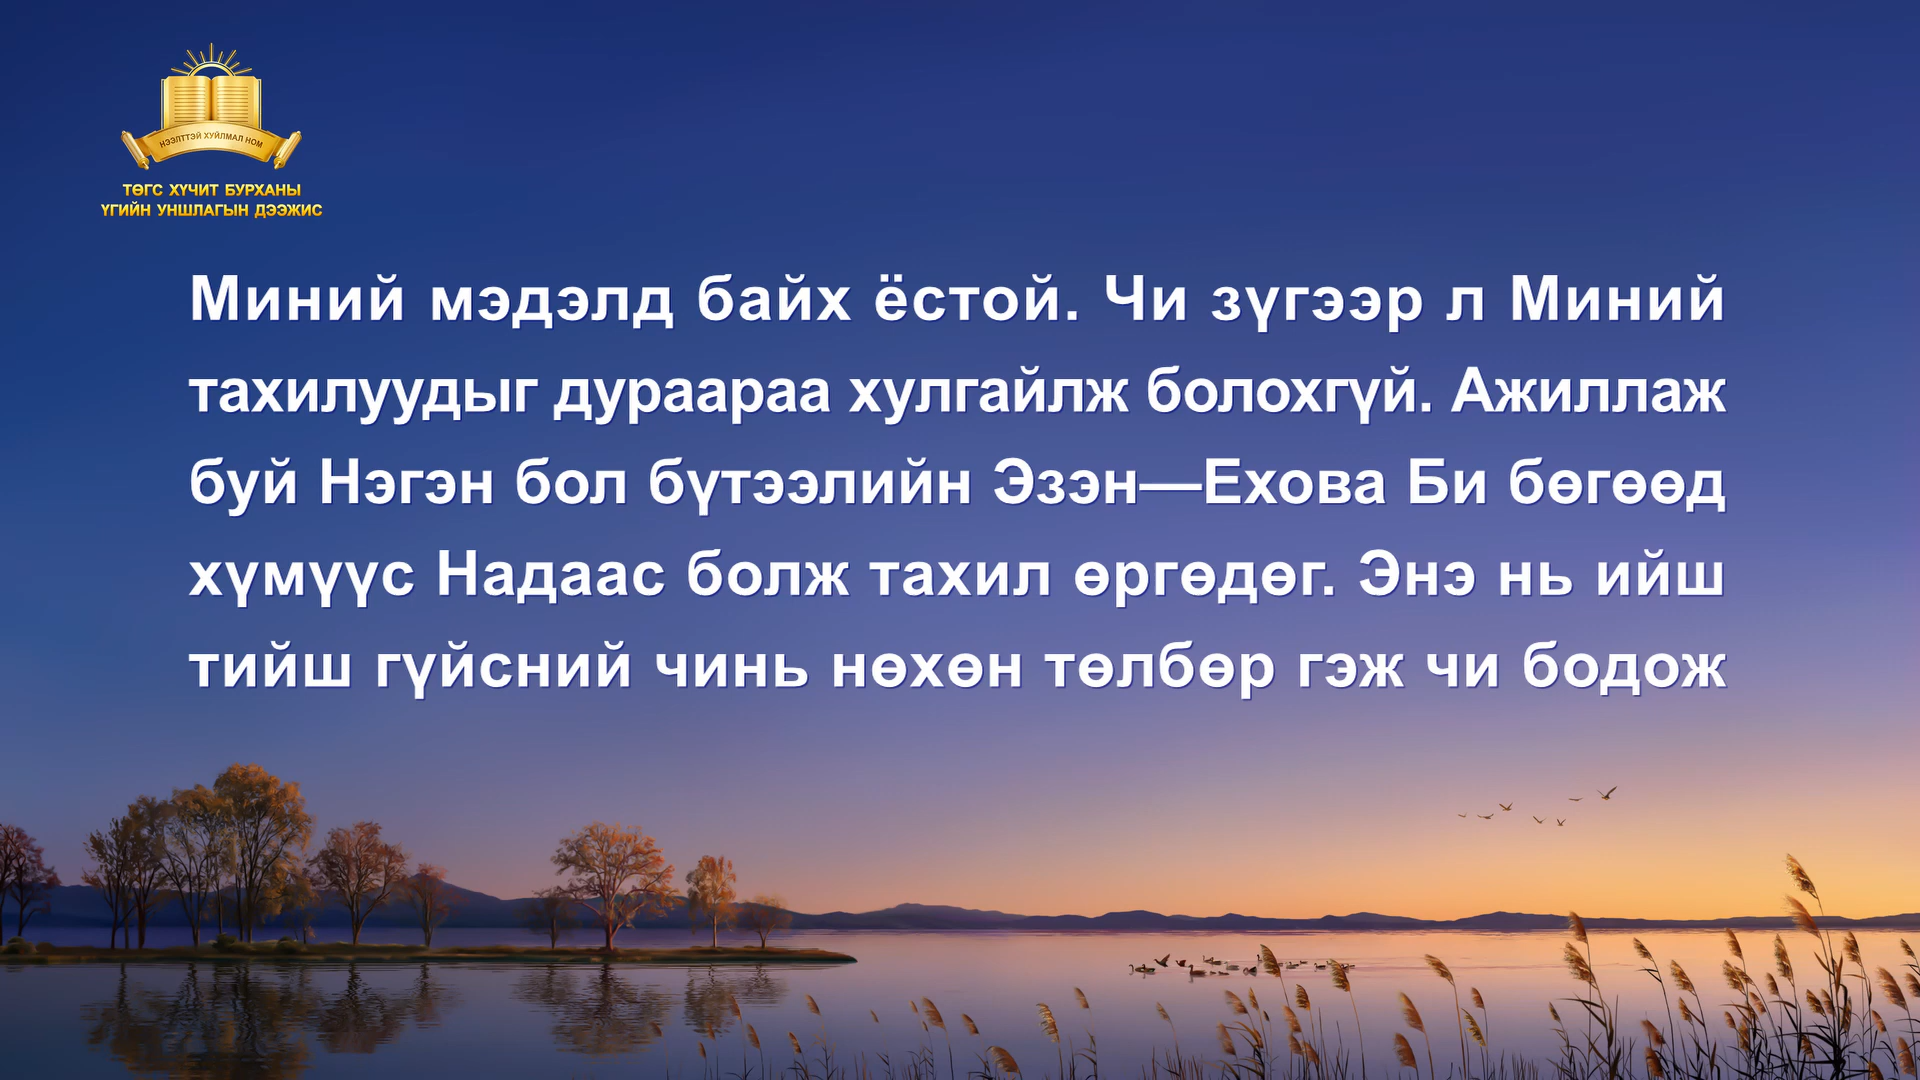 НЭЭЛТТЭЙ ХУЙЛМАЛ НОМ
ТӨГС ХҮЧИТ БУРХАНЫ
ҮГИЙН УНШЛАГЫН ДЭЭЖИС
Миний мэдэлд байх ёстой. Чи зүгээр л Миний
тахилуудыг дураараа хулгайлж болохгүй. Ажиллаж
буй Нэгэн бол бүтээлийн Эзэн—Ехова Би бөгөөд
хүмүүс Надаас болж тахил өргөдөг. Энэ нь ийш
тийш гүйсний чинь нөхөн төлбөр гэж чи бодож